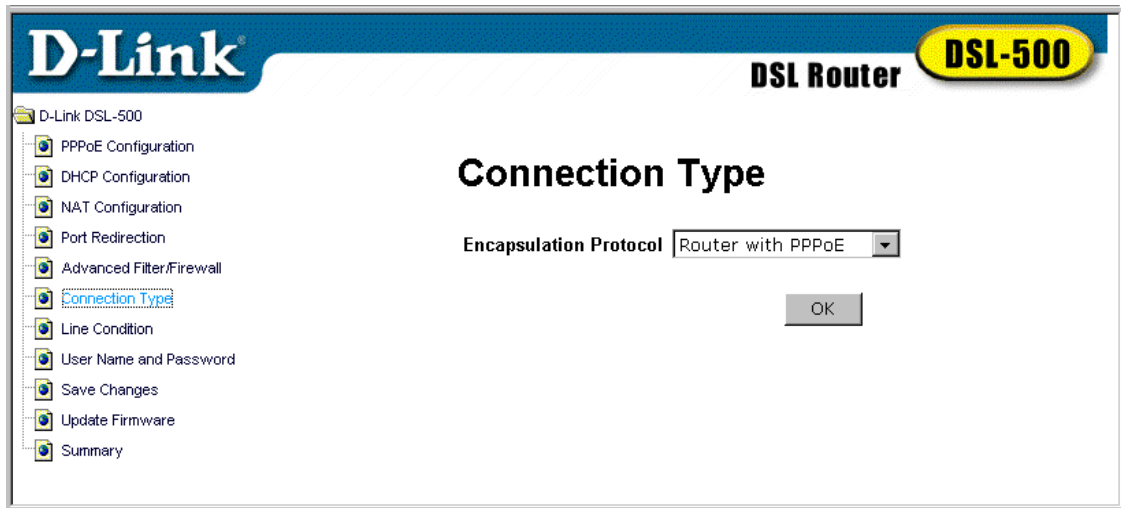 D-Link
DSL Router
DSL-500
D-Link DSL-500
PPPoE Configuration
DHCP Configuration
NAT Configuration
Port Redirection
Advanced Filter/Firewall
Connection Type
Line Condition
User Name and Password
Save Changes
Update Firmware
Summary
Connection Type
Encapsulation Protocol Router with PPPoE
OK